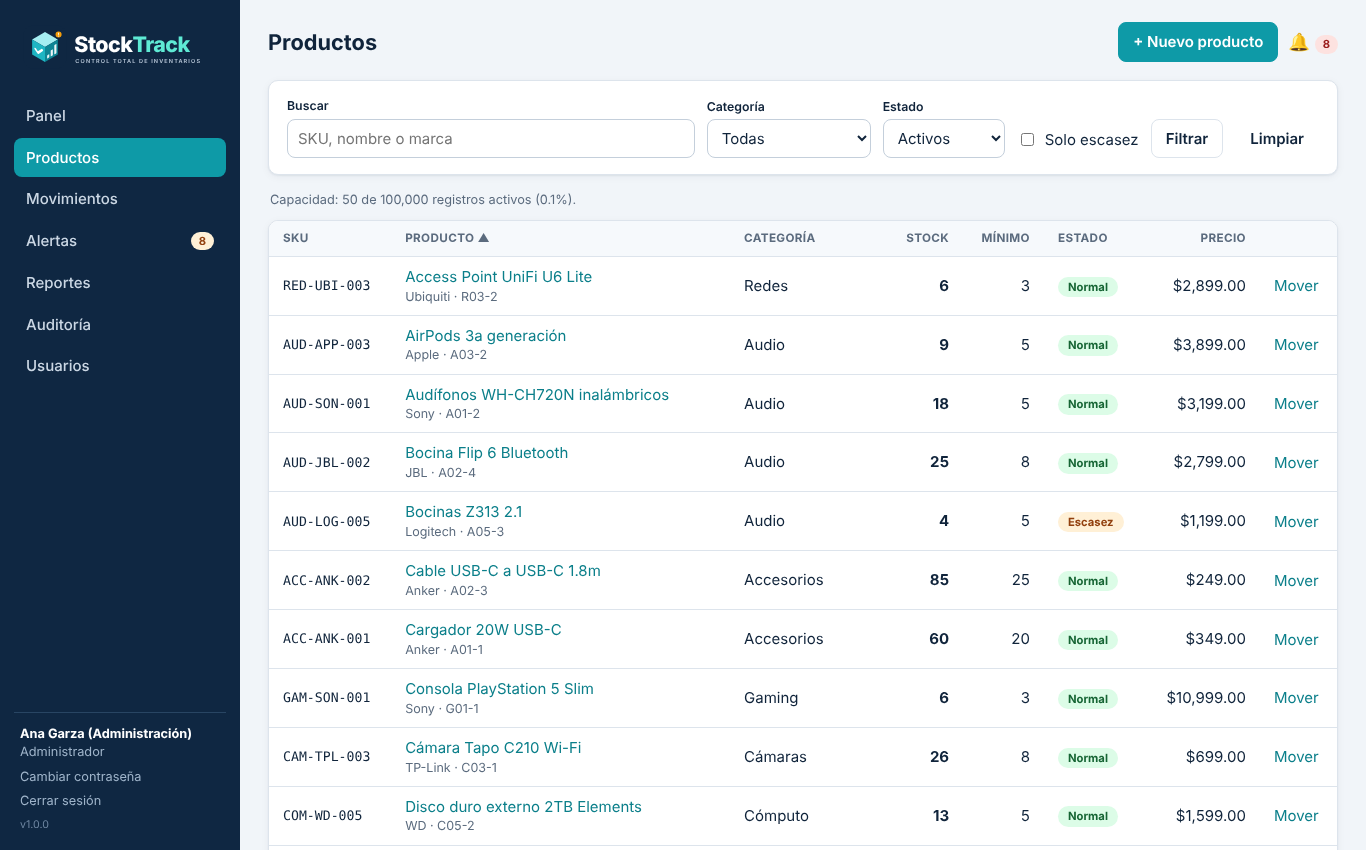 StockTrack
CONTROL TOTAL DE INVENTARIOS
Panel
Productos
Movimientos
Alertas 8
Reportes
Auditoría
Usuarios
Ana Garza (Administración)
Administrador
Cambiar contraseña
Cerrar sesión
v1.0.0
Productos
+ Nuevo producto 🔔 8
Buscar Categoría Estado
SKU, nombre o marca Todas Activos Solo escasez Filtrar Limpiar
Capacidad: 50 de 100,000 registros activos (0.1%).
SKU PRODUCTO ▲ CATEGORÍA STOCK MÍNIMO ESTADO PRECIO
RED-UBI-003 Access Point UniFi U6 Lite Redes 6 3 Normal $2,899.00 Mover
Ubiquiti · R03-2
AUD-APP-003 AirPods 3a generación Audio 9 5 Normal $3,899.00 Mover
Apple · A03-2
AUD-SON-001 Audífonos WH-CH720N inalámbricos Audio 18 5 Normal $3,199.00 Mover
Sony · A01-2
AUD-JBL-002 Bocina Flip 6 Bluetooth Audio 25 8 Normal $2,799.00 Mover
JBL · A02-4
AUD-LOG-005 Bocinas Z313 2.1 Audio 4 5 Escasez $1,199.00 Mover
Logitech · A05-3
ACC-ANK-002 Cable USB-C a USB-C 1.8m Accesorios 85 25 Normal $249.00 Mover
Anker · A02-3
ACC-ANK-001 Cargador 20W USB-C Accesorios 60 20 Normal $349.00 Mover
Anker · A01-1
GAM-SON-001 Consola PlayStation 5 Slim Gaming 6 3 Normal $10,999.00 Mover
Sony · G01-1
CAM-TPL-003 Cámara Tapo C210 Wi-Fi Cámaras 26 8 Normal $699.00 Mover
TP-Link · C03-1
COM-WD-005 Disco duro externo 2TB Elements Cómputo 13 5 Normal $1,599.00 Mover
WD · C05-2